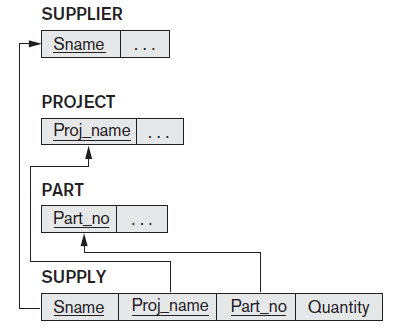 SUPPLIER
Sname ...
PROJECT
Proj_name ...
PART
Part_no ...
SUPPLY
Sname Proj_name Part_no Quantity